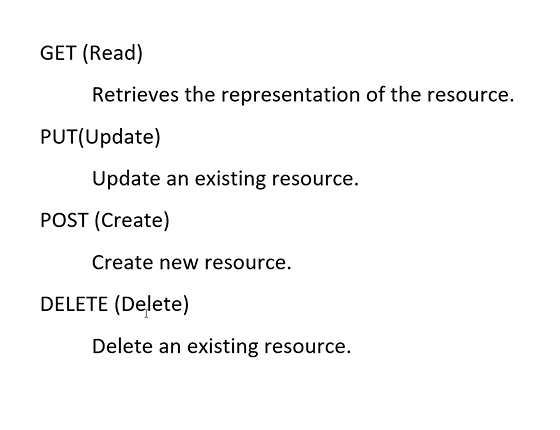 GET (Read)
Retrieves the representation of the resource.
PUT(Update)
Update an existing resource.
POST (Create)
Create new resource.
DELETE (Delete)
Delete an existing resource.